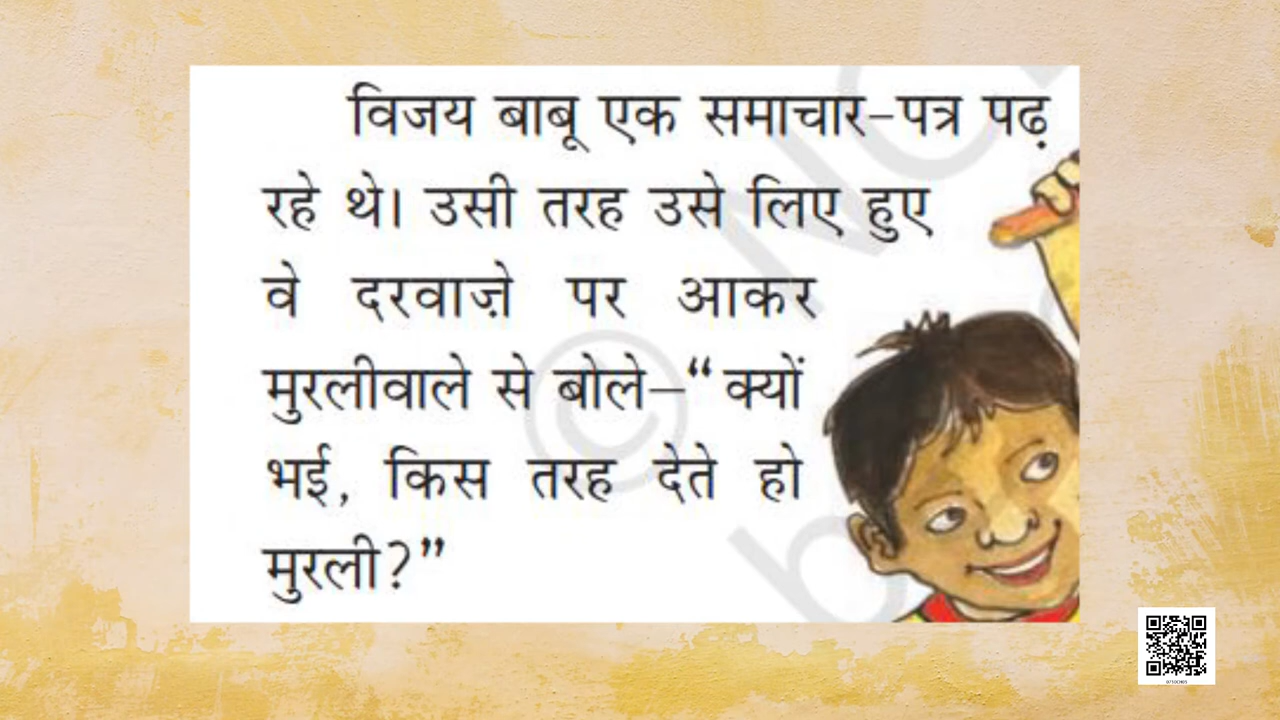 विजय बाबू एक समाचार-पत्र पढ़
रहे थे। उसी तरह उसे लिए हुए
वे दरवाज़े पर आकर
मुरलीवाले से बोले–“क्यों
भई, किस तरह देते हो
मुरली?”